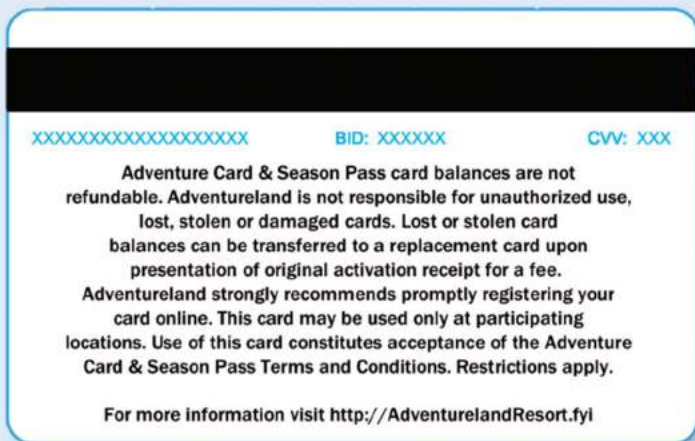 XXXXXXXXXXXXXXXXXXX BID: XXXXXX CVV: XXX
Adventure Card & Season Pass card balances are not
refundable. Adventureland is not responsible for unauthorized use,
lost, stolen or damaged cards. Lost or stolen card
balances can be transferred to a replacement card upon
presentation of original activation receipt for a fee.
Adventureland strongly recommends promptly registering your
card online. This card may be used only at participating
locations. Use of this card constitutes acceptance of the Adventure
Card & Season Pass Terms and Conditions. Restrictions apply.
For more information visit http://AdventurelandResort.fyi